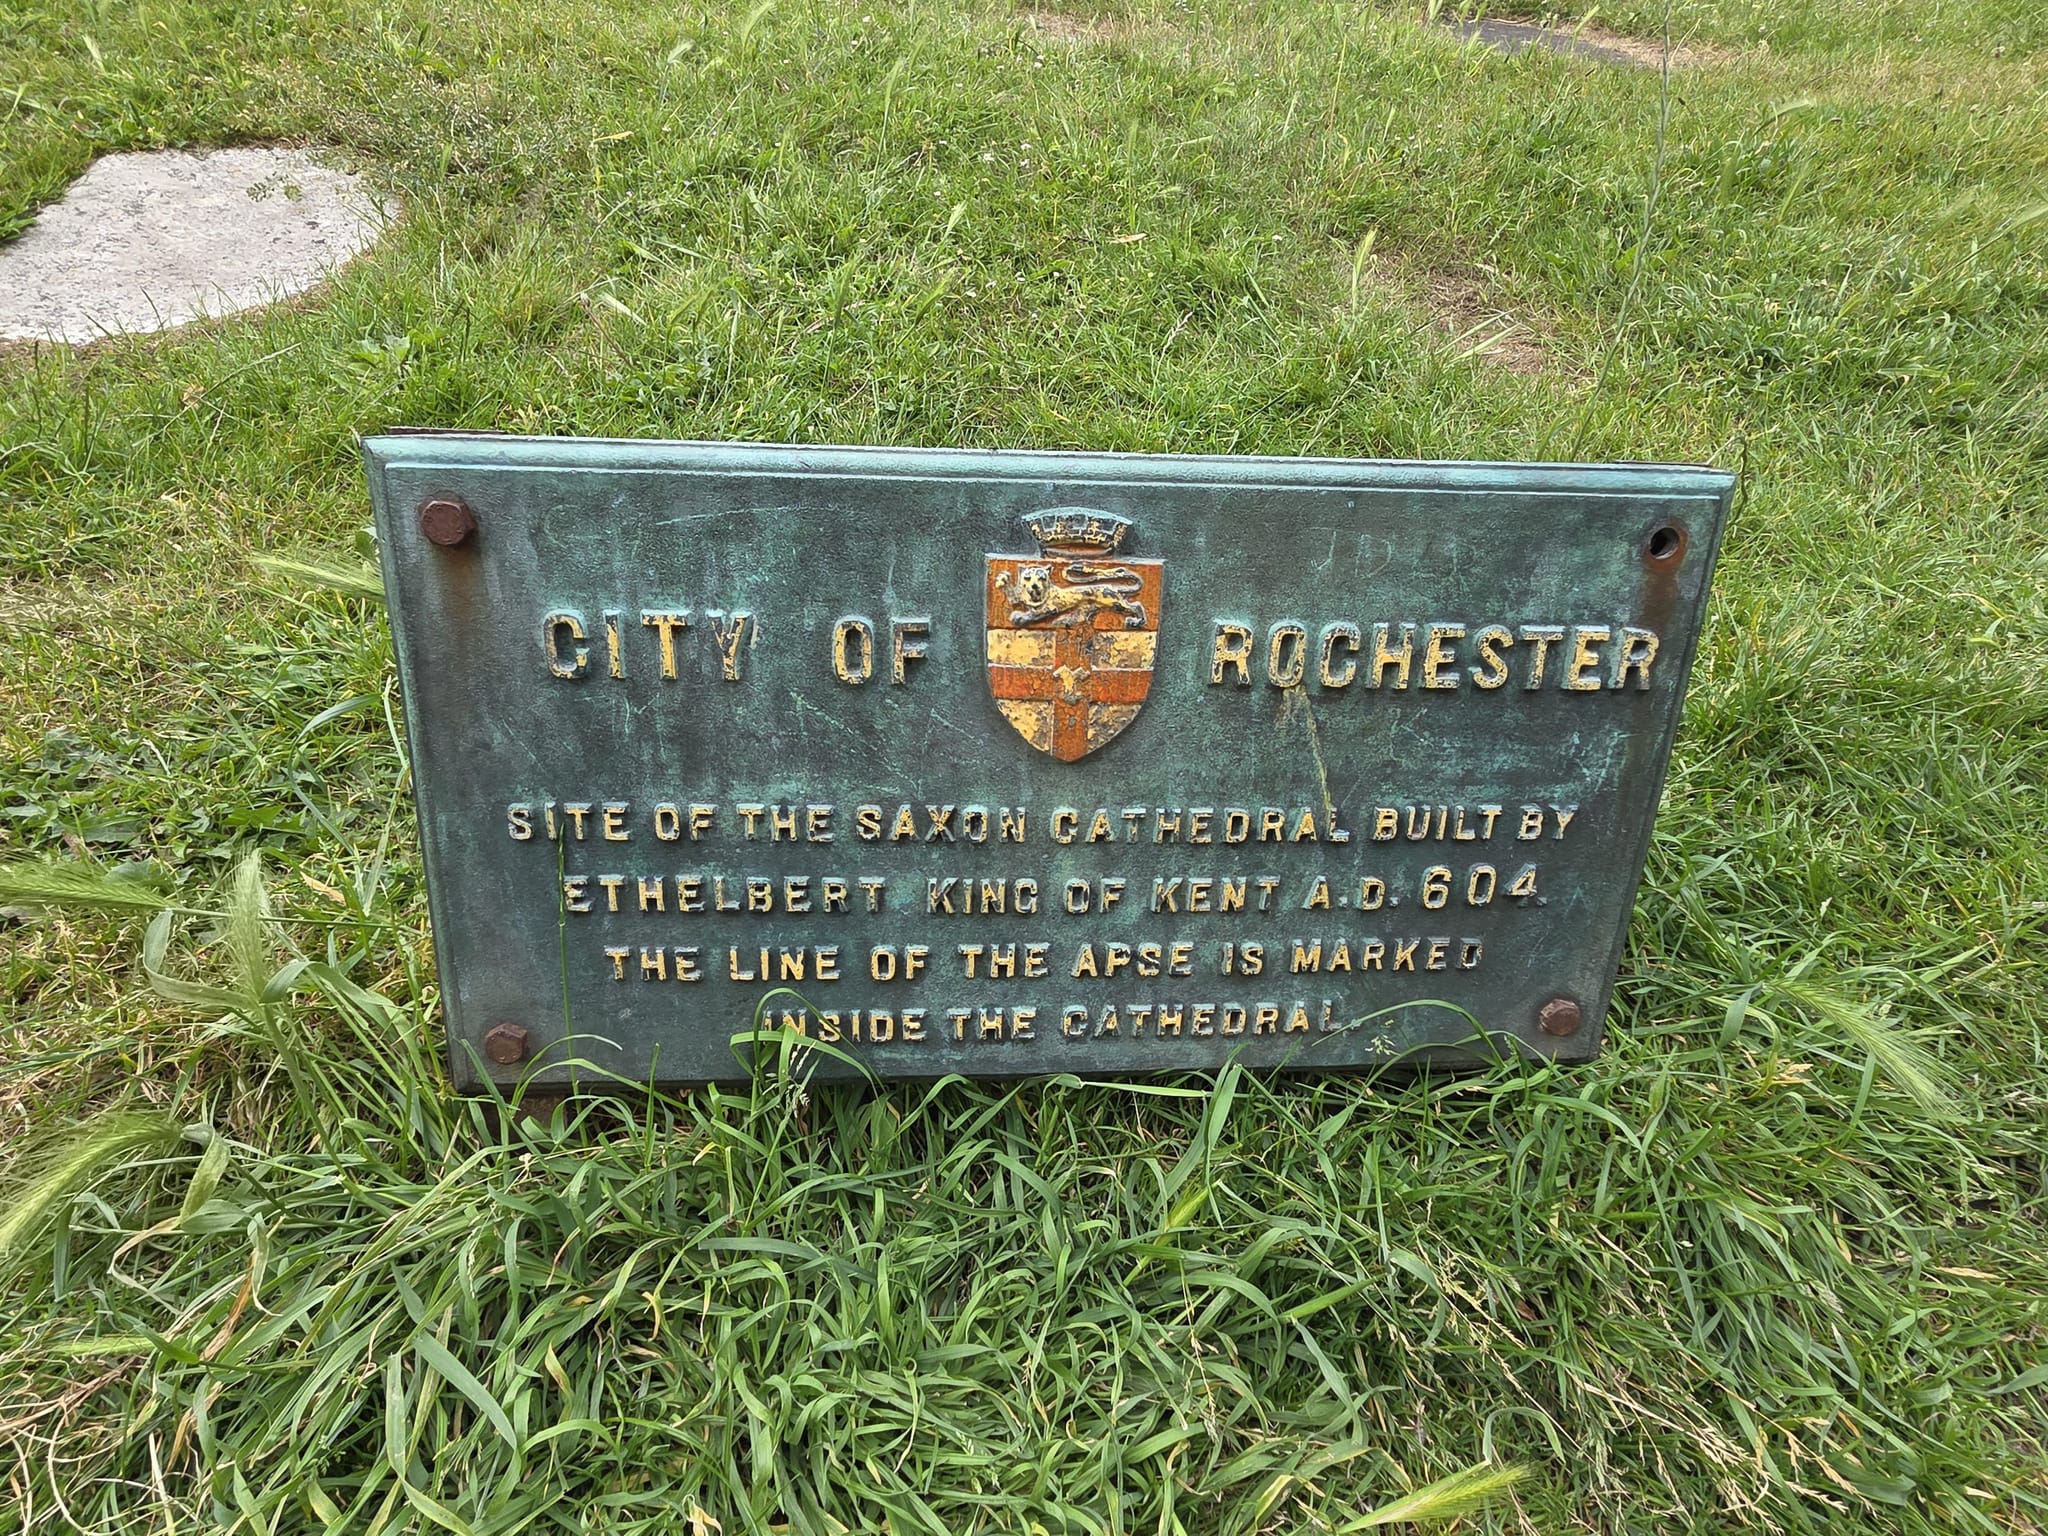 CITY OF ROCHESTER
SITE OF THE SAXON CATHEDRAL BUILT BY
ETHELBERT KING OF KENT A.D. 604.
THE LINE OF THE APSE IS MARKED
INSIDE THE CATHEDRAL.